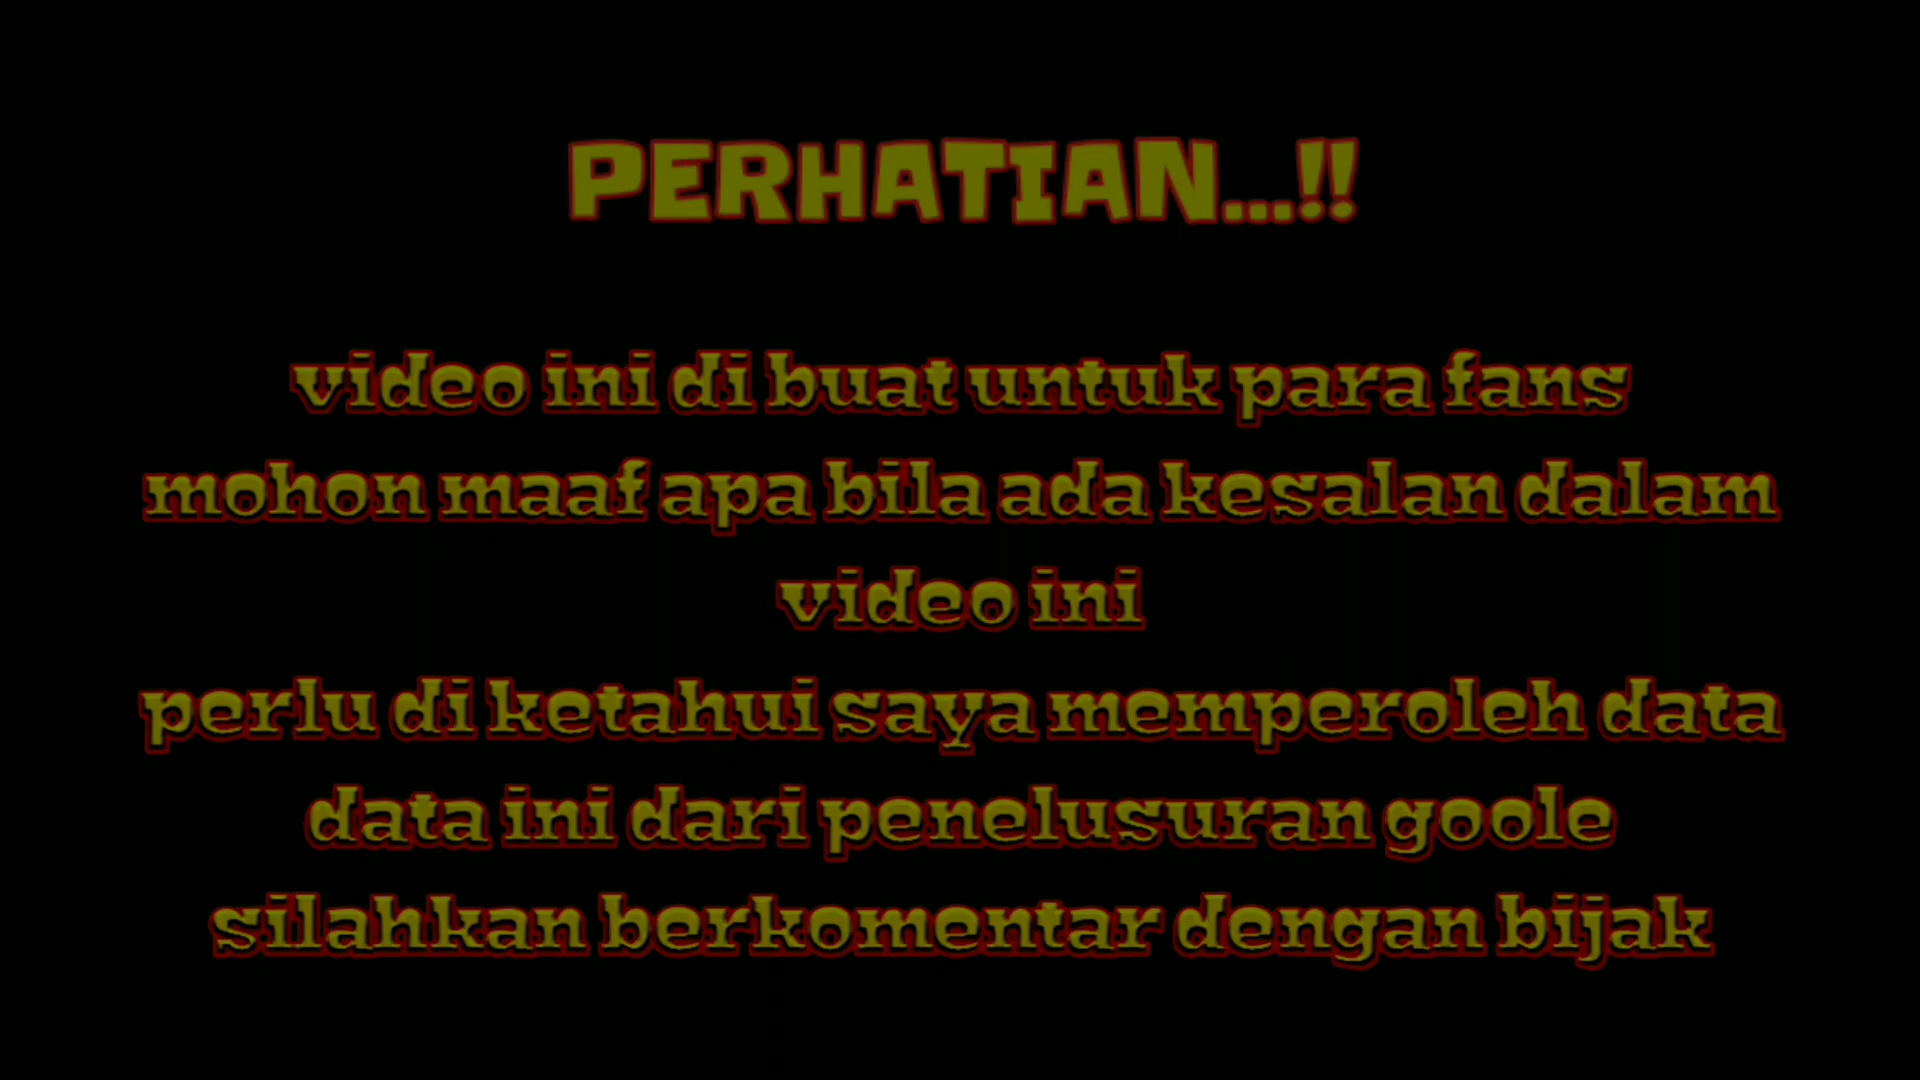 PERHATIAN...!!
video ini di buat untuk para fans
mohon maaf apa bila ada kesalan dalam
video ini
perlu di ketahui saya memperoleh data
data ini dari penelusuran goole
silahkan berkomentar dengan bijak